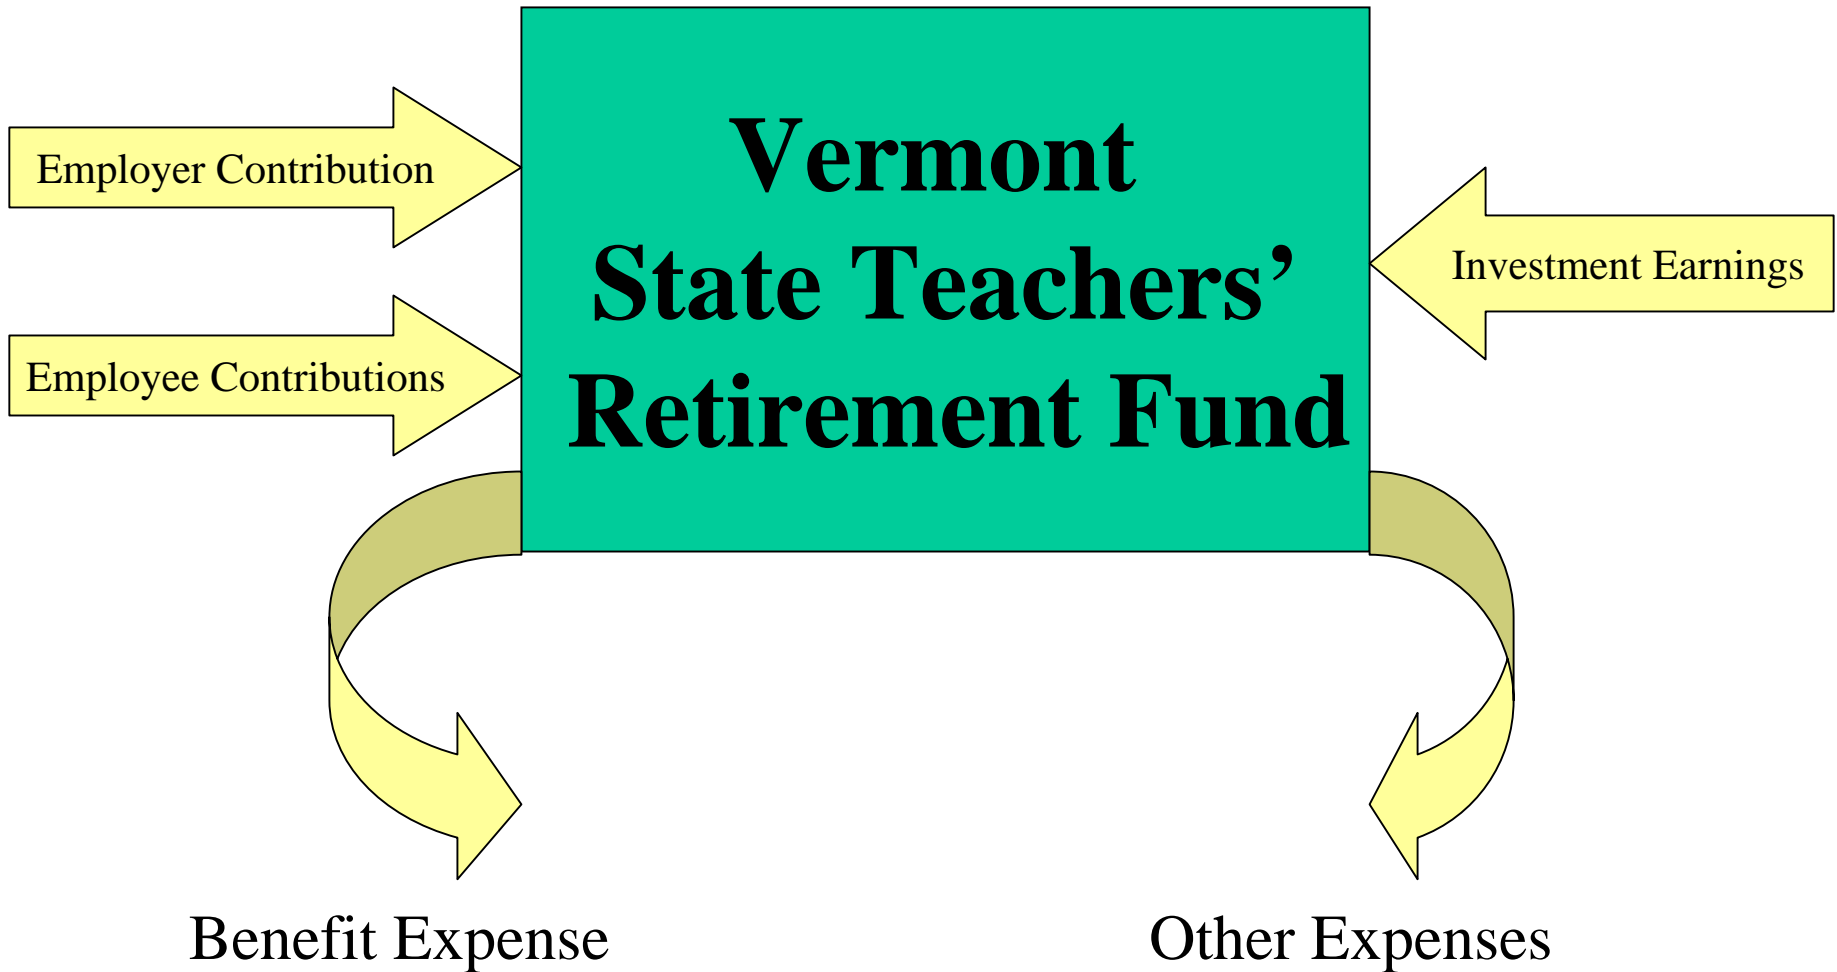 Employer Contribution
Employee Contributions
Vermont
State Teachers’
Retirement Fund
Investment Earnings
Benefit Expense
Other Expenses